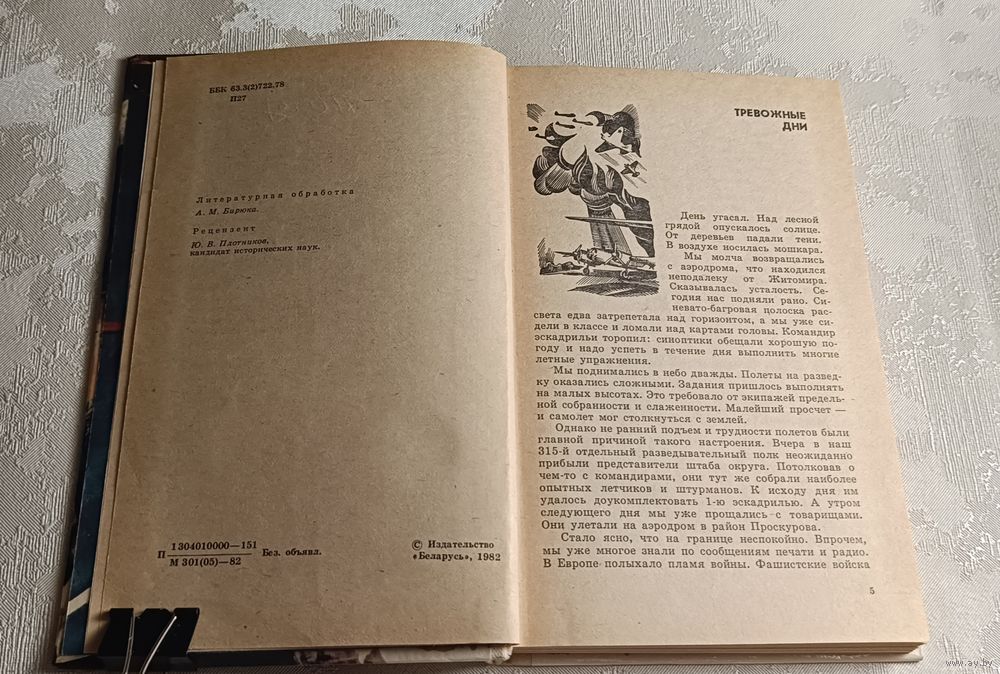 ББК 63.3(2)722.78
П27
Литературная обработка
А. М. Бирюка.
Рецензент
Ю. В. Плотников,
кандидат исторических наук.
П 1304010000—151
М 301(05)—82 Без. объявл.
© Издательство
«Беларусь», 1982
ТРЕВОЖНЫЕ
ДНИ
День угасал. Над лесной
грядой опускалось солнце.
От деревьев падали тени.
В воздухе носилась мошкара.
Мы молча возвращались
с аэродрома, что находился
неподалеку от Житомира.
Сказывалась усталость. Се-
годня нас подняли рано. Си-
невато-багровая полоска рас-
света едва затрепетала над горизонтом, а мы уже си-
дели в классе и ломали над картами головы. Командир
эскадрильи торопил: синоптики обещали хорошую по-
году и надо успеть в течение дня выполнить многие
летные упражнения.
Мы поднимались в небо дважды. Полеты на развед-
ку оказались сложными. Задания пришлось выполнять
на малых высотах. Это требовало от экипажей предель-
ной собранности и слаженности. Малейший просчет —
и самолет мог столкнуться с землей.
Однако не ранний подъем и трудности полетов были
главной причиной такого настроения. Вчера в наш
315-й отдельный разведывательный полк неожиданно
прибыли представители штаба округа. Потолковав о
чем-то с командирами, они тут же собрали наиболее
опытных летчиков и штурманов. К исходу дня им
удалось доукомплектовать 1-ю эскадрилью. А утром
следующего дня мы уже прощались с товарищами.
Они улетали на аэродром в район Проскурова.
Стало ясно, что на границе неспокойно. Впрочем,
мы уже многое знали по сообщениям печати и радио.
В Европе полыхало пламя войны. Фашистские войска
5
www.ay.by